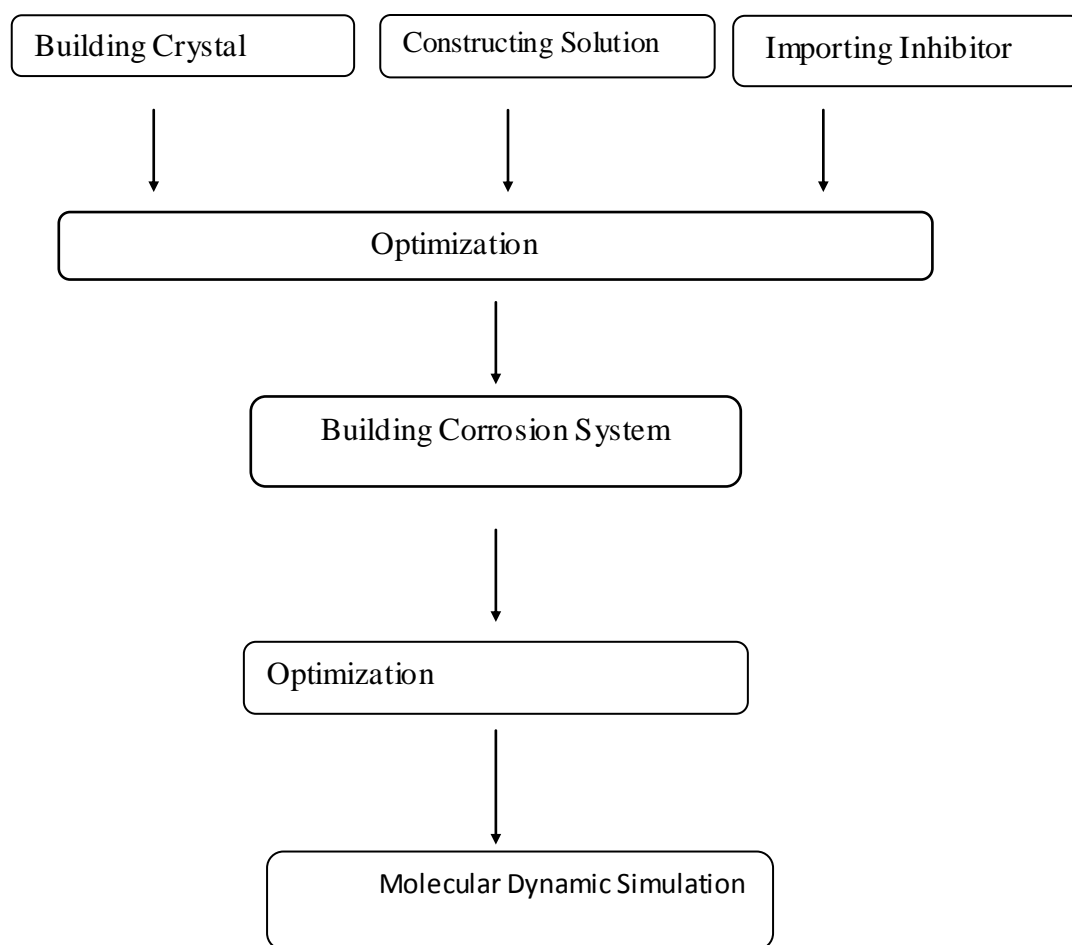 Building Crystal
Constructing Solution
Importing Inhibitor
Optimization
Building Corrosion System
Optimization
Molecular Dynamic Simulation